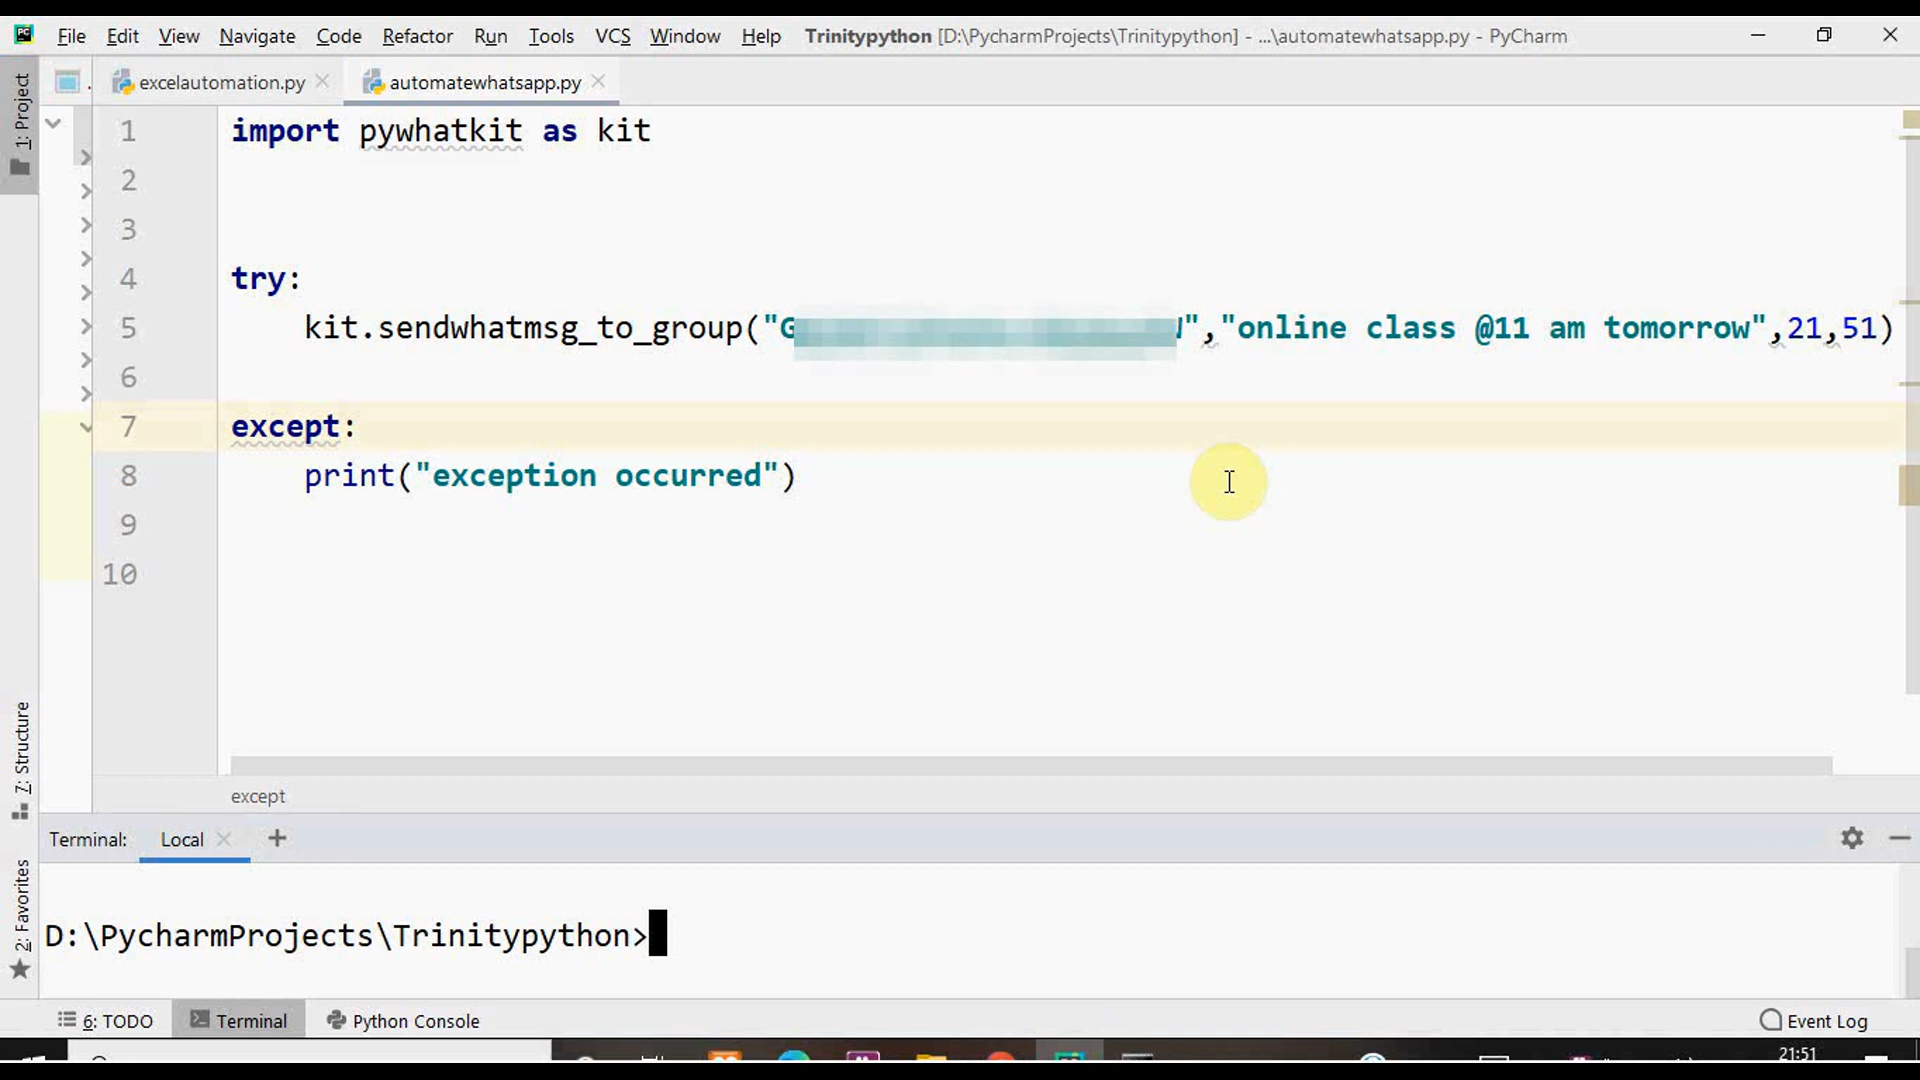 PC File Edit View Navigate Code Refactor Run Tools VCS Window Help Trinitypython [D:\PycharmProjects\Trinitypython] - ...\automatewhatsapp.py - PyCharm
1: Project
. excelautomation.py automatewhatsapp.py
1 import pywhatkit as kit
2
3
4 try:
5 kit.sendwhatmsg_to_group("G ","online class @11 am tomorrow",21,51)
6
7 except:
8 print("exception occurred")
9
10
except
7: Structure
2: Favorites
Terminal: Local +
D:\PycharmProjects\Trinitypython>
6: TODO Terminal Python Console Event Log
21:51